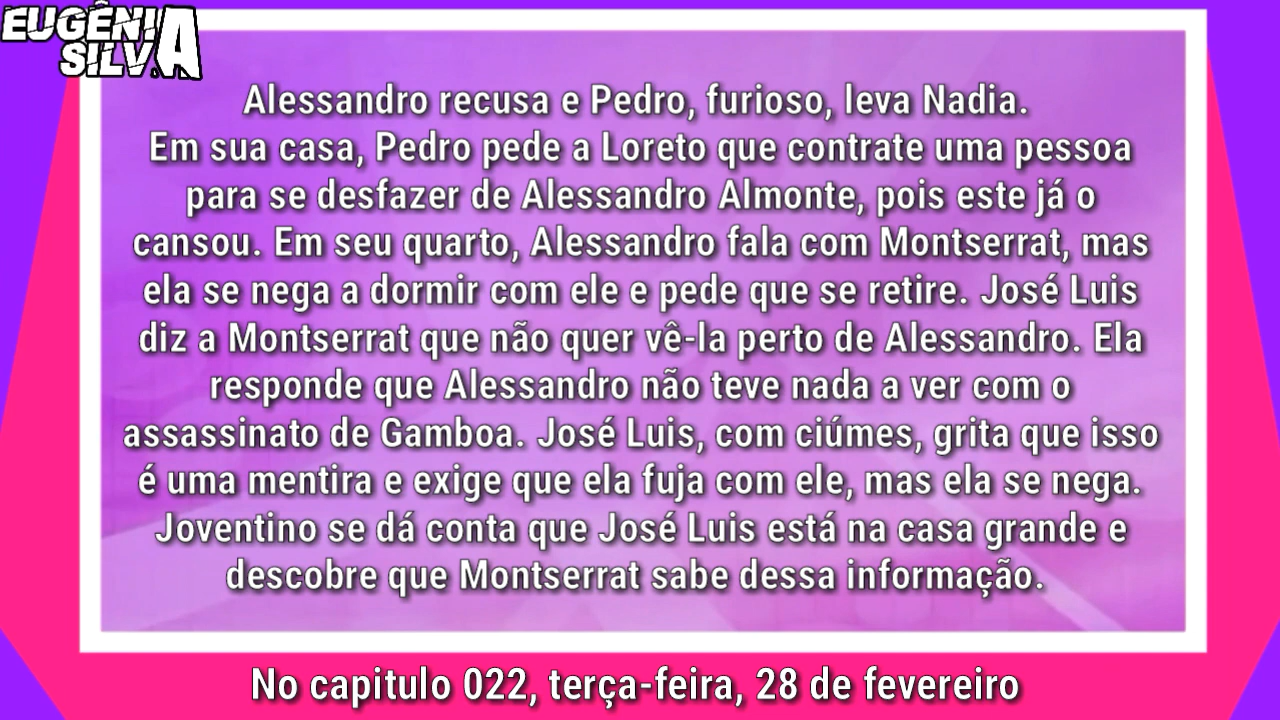 EUGÊNIA
SILVA
Alessandro recusa e Pedro, furioso, leva Nadia.
Em sua casa, Pedro pede a Loreto que contrate uma pessoa
para se desfazer de Alessandro Almonte, pois este já o
cansou. Em seu quarto, Alessandro fala com Montserrat, mas
ela se nega a dormir com ele e pede que se retire. José Luis
diz a Montserrat que não quer vê-la perto de Alessandro. Ela
responde que Alessandro não teve nada a ver com o
assassinato de Gamboa. José Luis, com ciúmes, grita que isso
é uma mentira e exige que ela fuja com ele, mas ela se nega.
Joventino se dá conta que José Luis está na casa grande e
descobre que Montserrat sabe dessa informação.
No capitulo 022, terça-feira, 28 de fevereiro